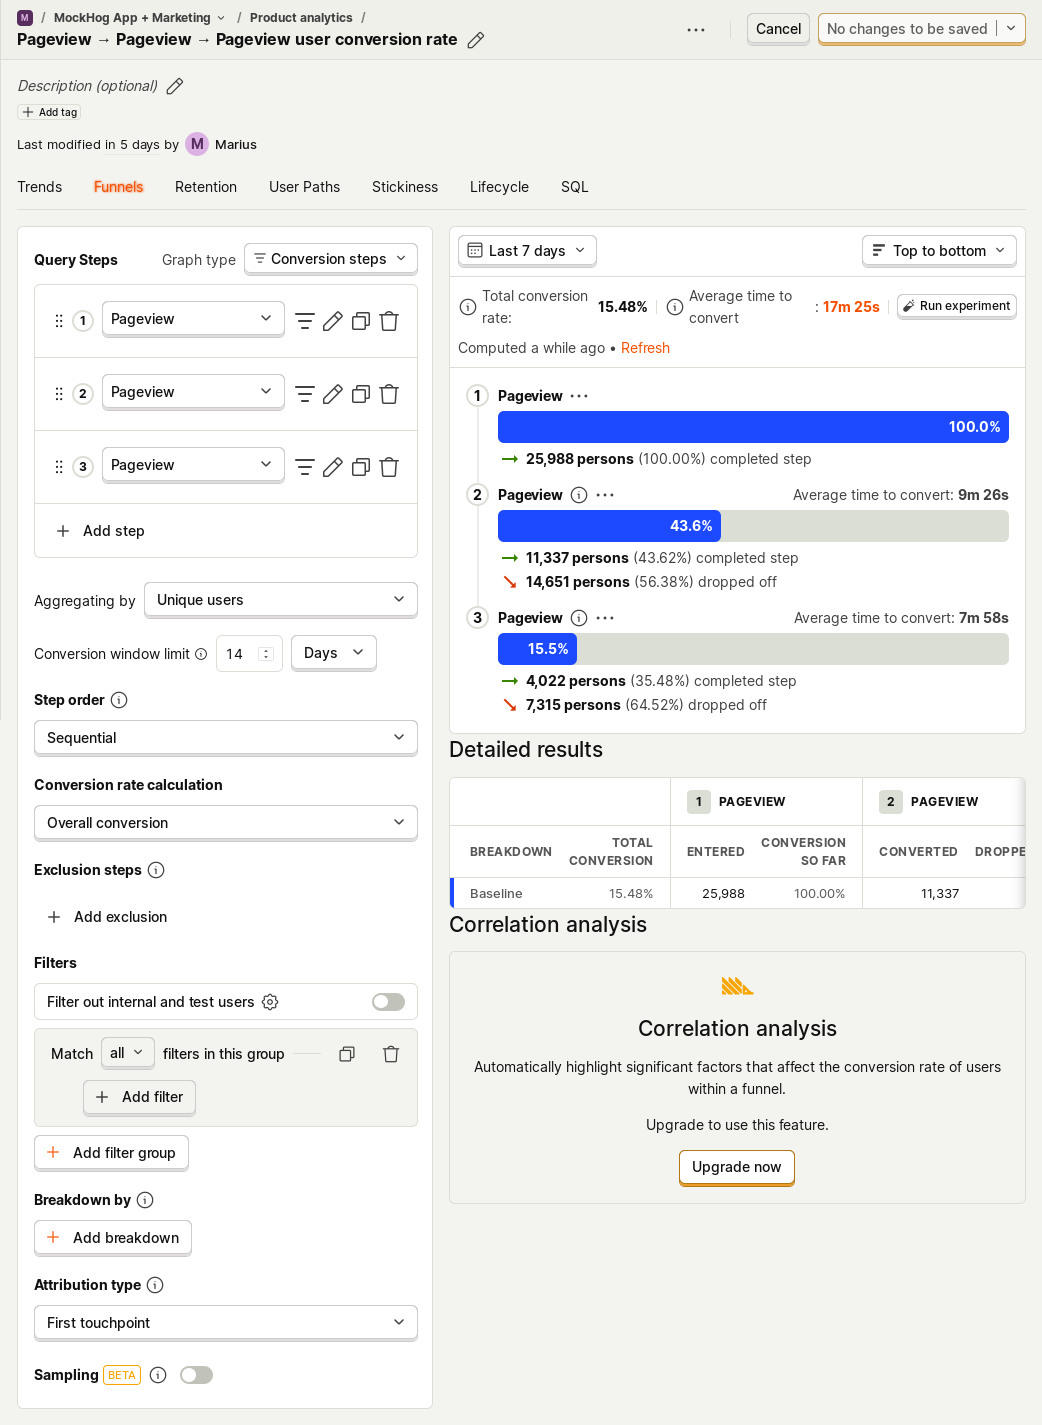 M / MockHog App + Marketing / Product analytics /
Pageview → Pageview → Pageview user conversion rate
Cancel
No changes to be saved
Description (optional)
+ Add tag
Last modified in 5 days by M Marius
Trends Funnels Retention User Paths Stickiness Lifecycle SQL
Query Steps Graph type Conversion steps
1 Pageview
2 Pageview
3 Pageview
+ Add step
Aggregating by Unique users
Conversion window limit 14 Days
Step order
Sequential
Conversion rate calculation
Overall conversion
Exclusion steps
+ Add exclusion
Filters
Filter out internal and test users
Match all filters in this group
+ Add filter
+ Add filter group
Breakdown by
+ Add breakdown
Attribution type
First touchpoint
Sampling BETA
Last 7 days Top to bottom
Total conversion rate: 15.48% Average time to convert : 17m 25s Run experiment
Computed a while ago • Refresh
1 Pageview
100.0%
→ 25,988 persons (100.00%) completed step
2 Pageview Average time to convert: 9m 26s
43.6%
→ 11,337 persons (43.62%) completed step
↘ 14,651 persons (56.38%) dropped off
3 Pageview Average time to convert: 7m 58s
15.5%
→ 4,022 persons (35.48%) completed step
↘ 7,315 persons (64.52%) dropped off
Detailed results
1 PAGEVIEW 2 PAGEVIEW
BREAKDOWN TOTAL CONVERSION ENTERED CONVERSION SO FAR CONVERTED DROPPE
Baseline 15.48% 25,988 100.00% 11,337
Correlation analysis
Correlation analysis
Automatically highlight significant factors that affect the conversion rate of users
within a funnel.
Upgrade to use this feature.
Upgrade now